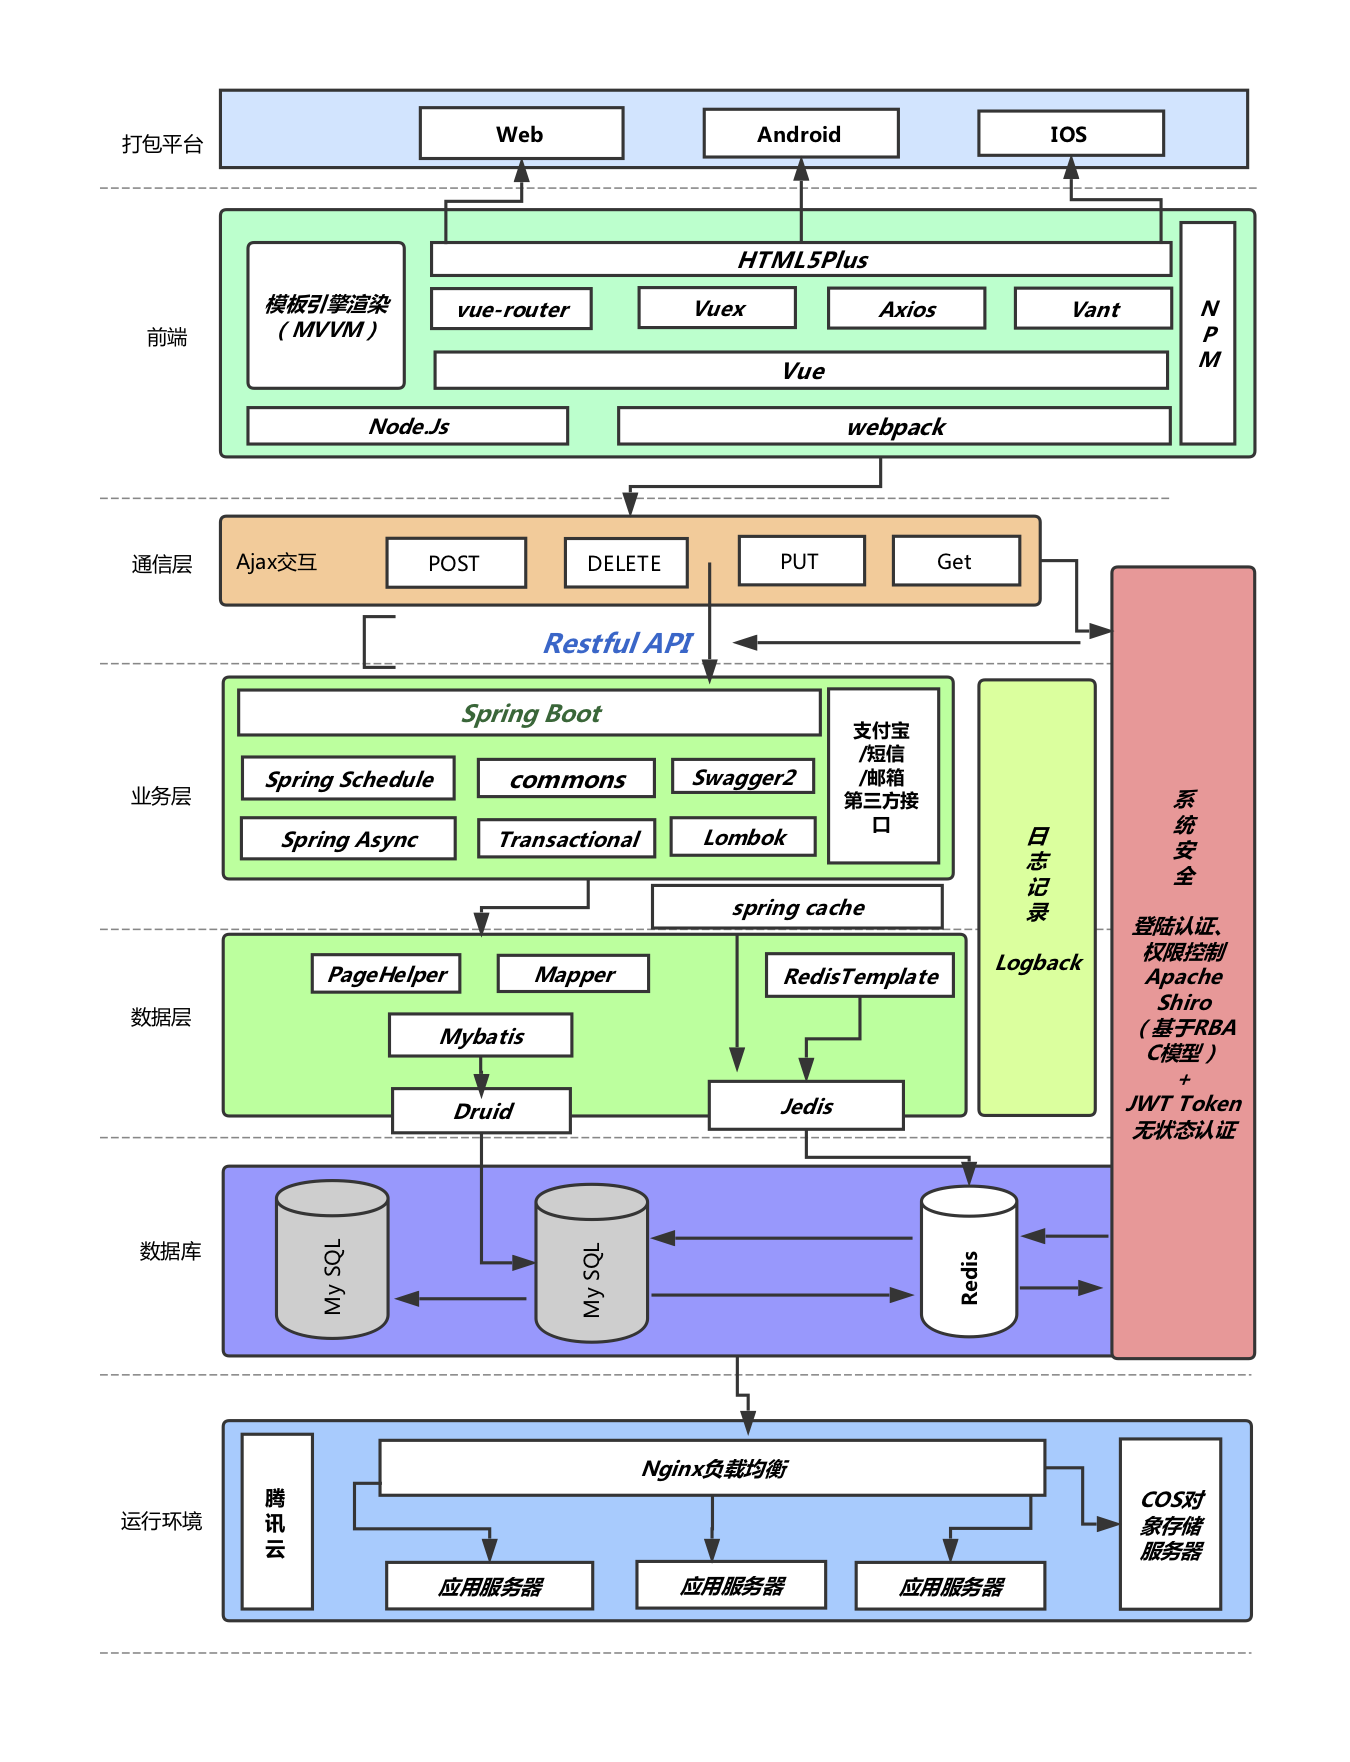 打包平台
Web
Android
IOS
前端
模板引擎渲染
（MVVM）
HTML5Plus
vue-router
Vuex
Axios
Vant
Vue
Node.Js
webpack
N
P
M
通信层
Ajax交互
POST
DELETE
PUT
Get
Restful API
业务层
Spring Boot
Spring Schedule
commons
Swagger2
Spring Async
Transactional
Lombok
支付宝
/短信
/邮箱
第三方接
口
spring cache
数据层
PageHelper
Mapper
RedisTemplate
Mybatis
Druid
Jedis
日
志
记
录
Logback
系
统
安
全
登陆认证、
权限控制
Apache
Shiro
（基于RBA
C模型）
+
JWT Token
无状态认证
数据库
My SQL
My SQL
Redis
运行环境
腾
讯
云
Nginx负载均衡
应用服务器
应用服务器
应用服务器
COS对
象存储
服务器